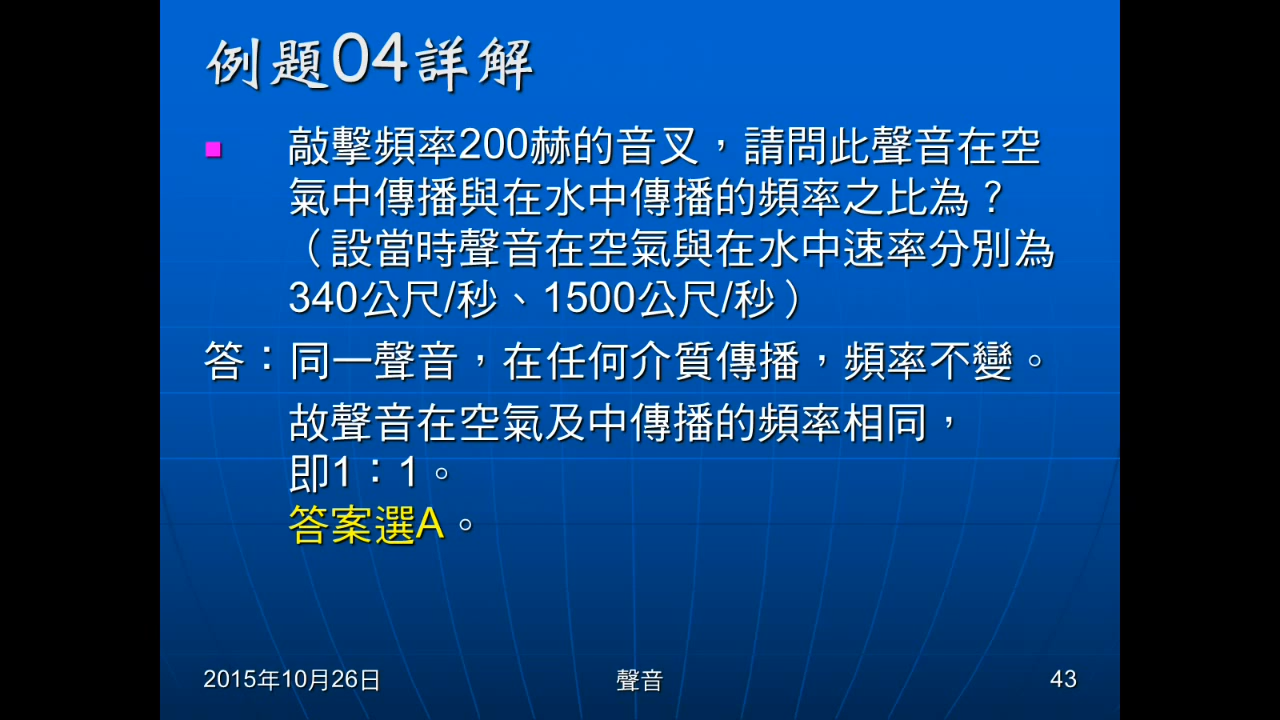 例題04詳解
敲擊頻率200赫的音叉，請問此聲音在空
氣中傳播與在水中傳播的頻率之比為？
（設當時聲音在空氣與在水中速率分別為
340公尺/秒、1500公尺/秒）
答：同一聲音，在任何介質傳播，頻率不變。
故聲音在空氣及中傳播的頻率相同，
即1：1。
答案選A。
2015年10月26日
聲音
43